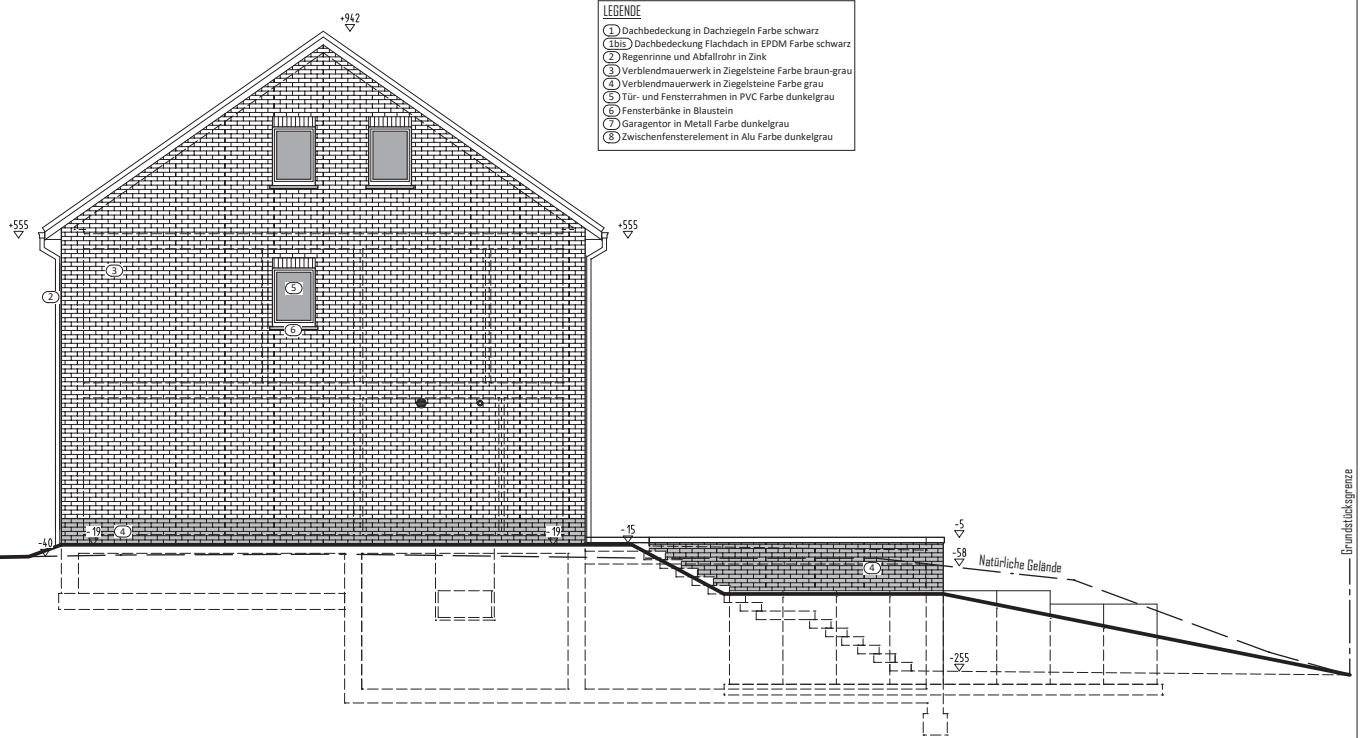 LEGENDE
1 Dachbedeckung in Dachziegeln Farbe schwarz
1bis Dachbedeckung Flachdach in EPDM Farbe schwarz
2 Regenrinne und Abfallrohr in Zink
3 Verblendmauerwerk in Ziegelsteine Farbe braun-grau
4 Verblendmauerwerk in Ziegelsteine Farbe grau
5 Tür- und Fensterrahmen in PVC Farbe dunkelgrau
6 Fensterbänke in Blaustein
7 Garagentor in Metall Farbe dunkelgrau
8 Zwischenfensterelement in Alu Farbe dunkelgrau
+942
+555
+555
3
2
5
6
-19
4
-19
-15
-40
-5
-58
Natürliche Gelände
4
-255
Grundstücksgrenze